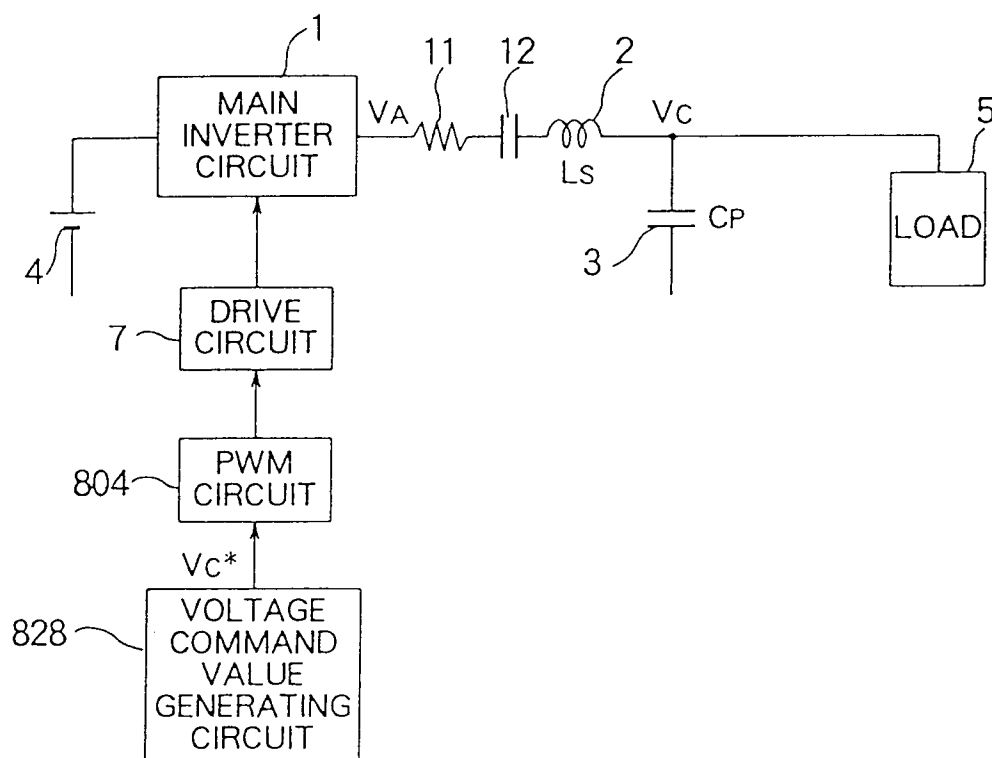 1
11
12
2
5
MAIN
INVERTER
CIRCUIT
VA
LS
VC
LOAD
CP
3
4
7
DRIVE
CIRCUIT
804
PWM
CIRCUIT
VC*
828
VOLTAGE
COMMAND
VALUE
GENERATING
CIRCUIT